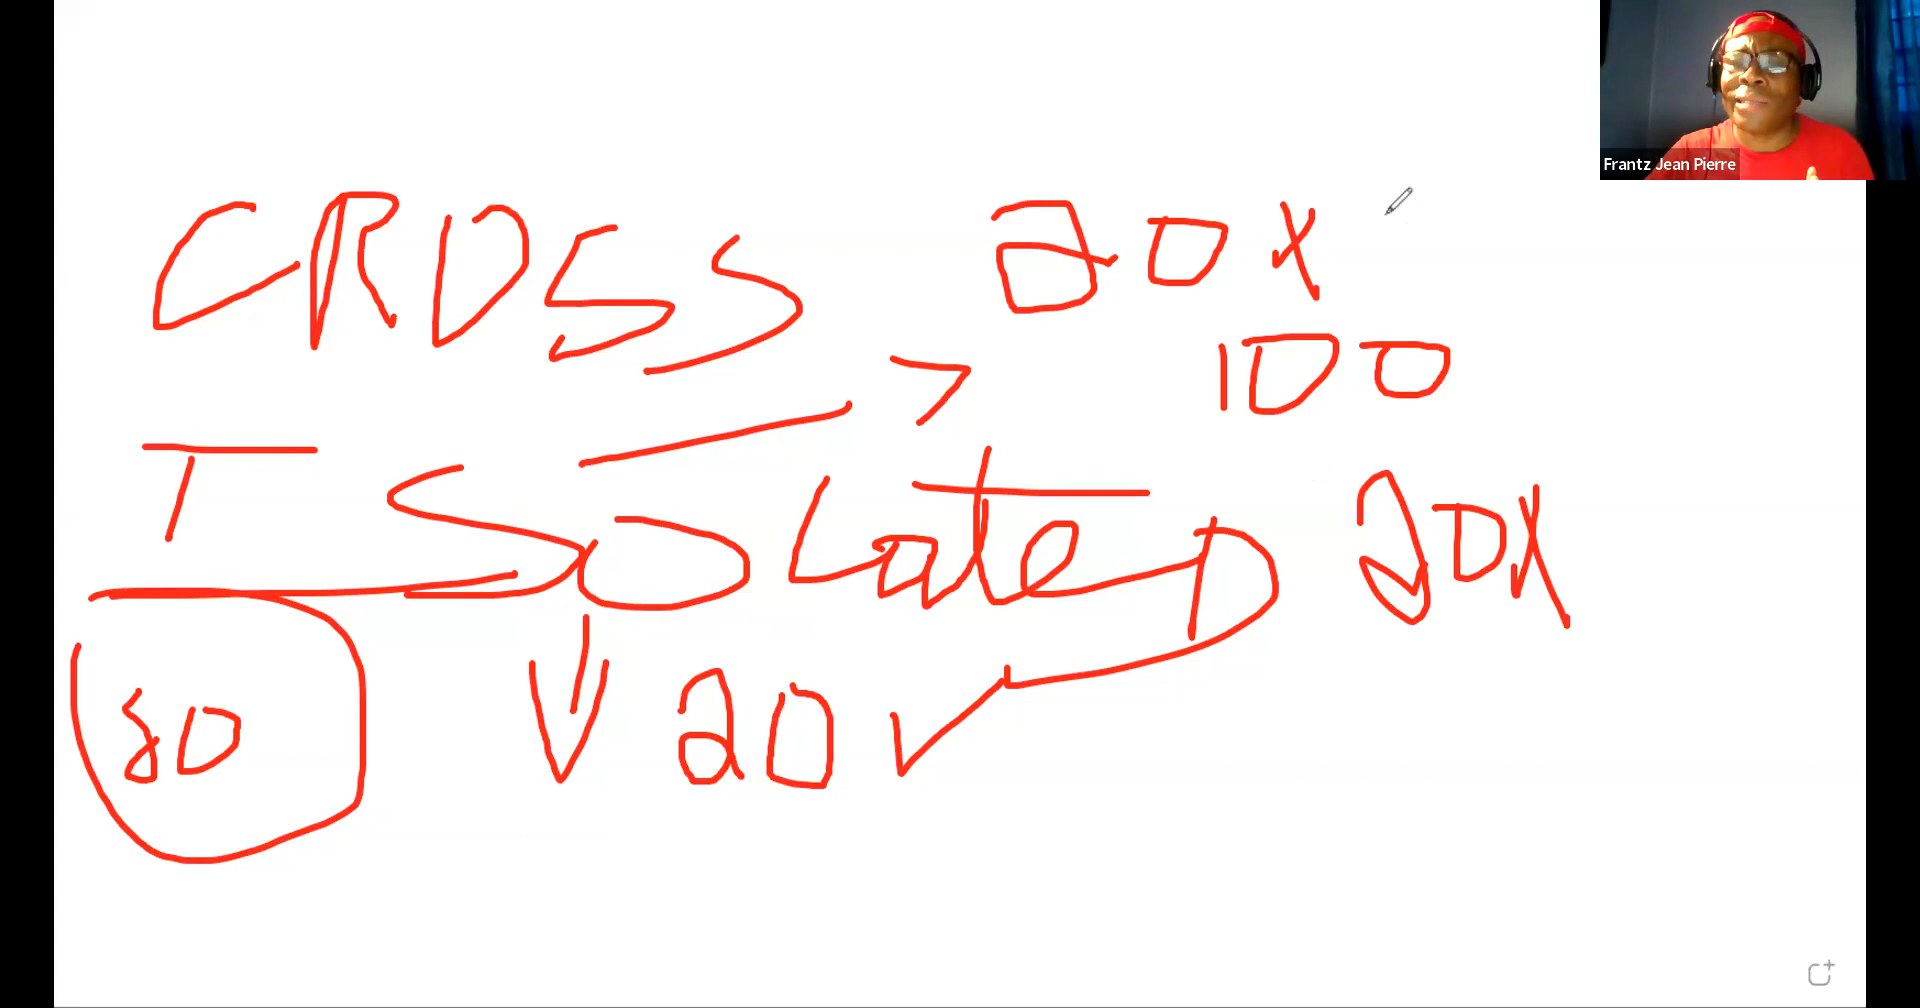 Frantz Jean Pierre
CROSS 20X
> 100
ISOLateD 20X
80 20